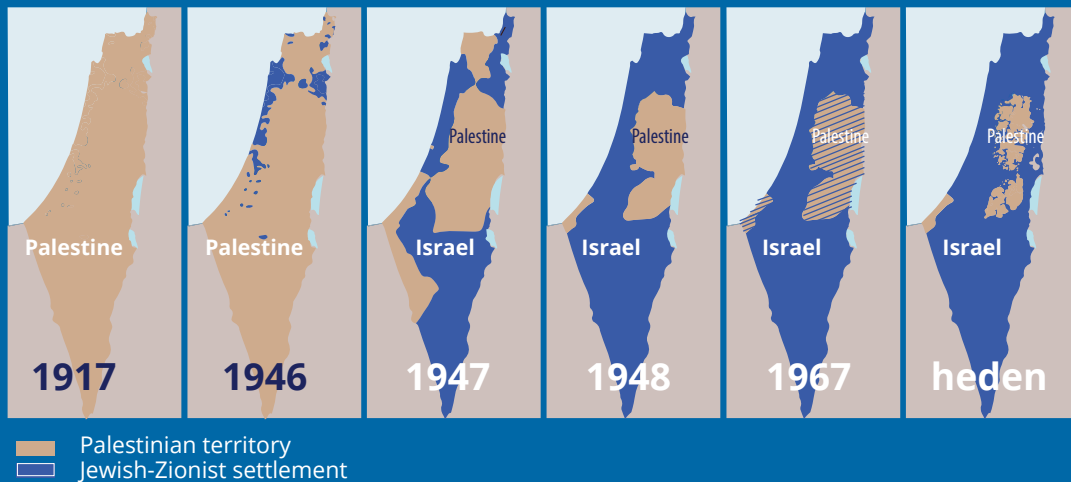 Palestine
1917
Palestine
1946
Palestine
Israel
1947
Palestine
Israel
1948
Palestine
Israel
1967
Palestine
Israel
heden
Palestinian territory
Jewish-Zionist settlement